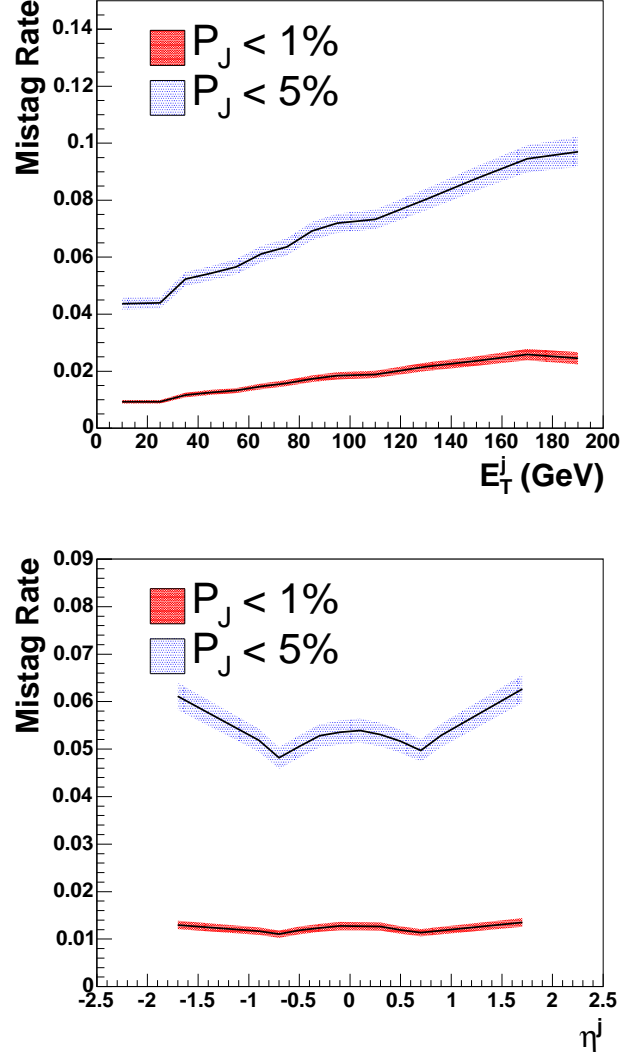 Mistag Rate
0.14
0.12
0.1
0.08
0.06
0.04
0.02
0
P_J < 1%
P_J < 5%
0 20 40 60 80 100 120 140 160 180 200
E_T^j (GeV)
Mistag Rate
0.09
0.08
0.07
0.06
0.05
0.04
0.03
0.02
0.01
0
P_J < 1%
P_J < 5%
-2.5 -2 -1.5 -1 -0.5 0 0.5 1 1.5 2 2.5
η^j